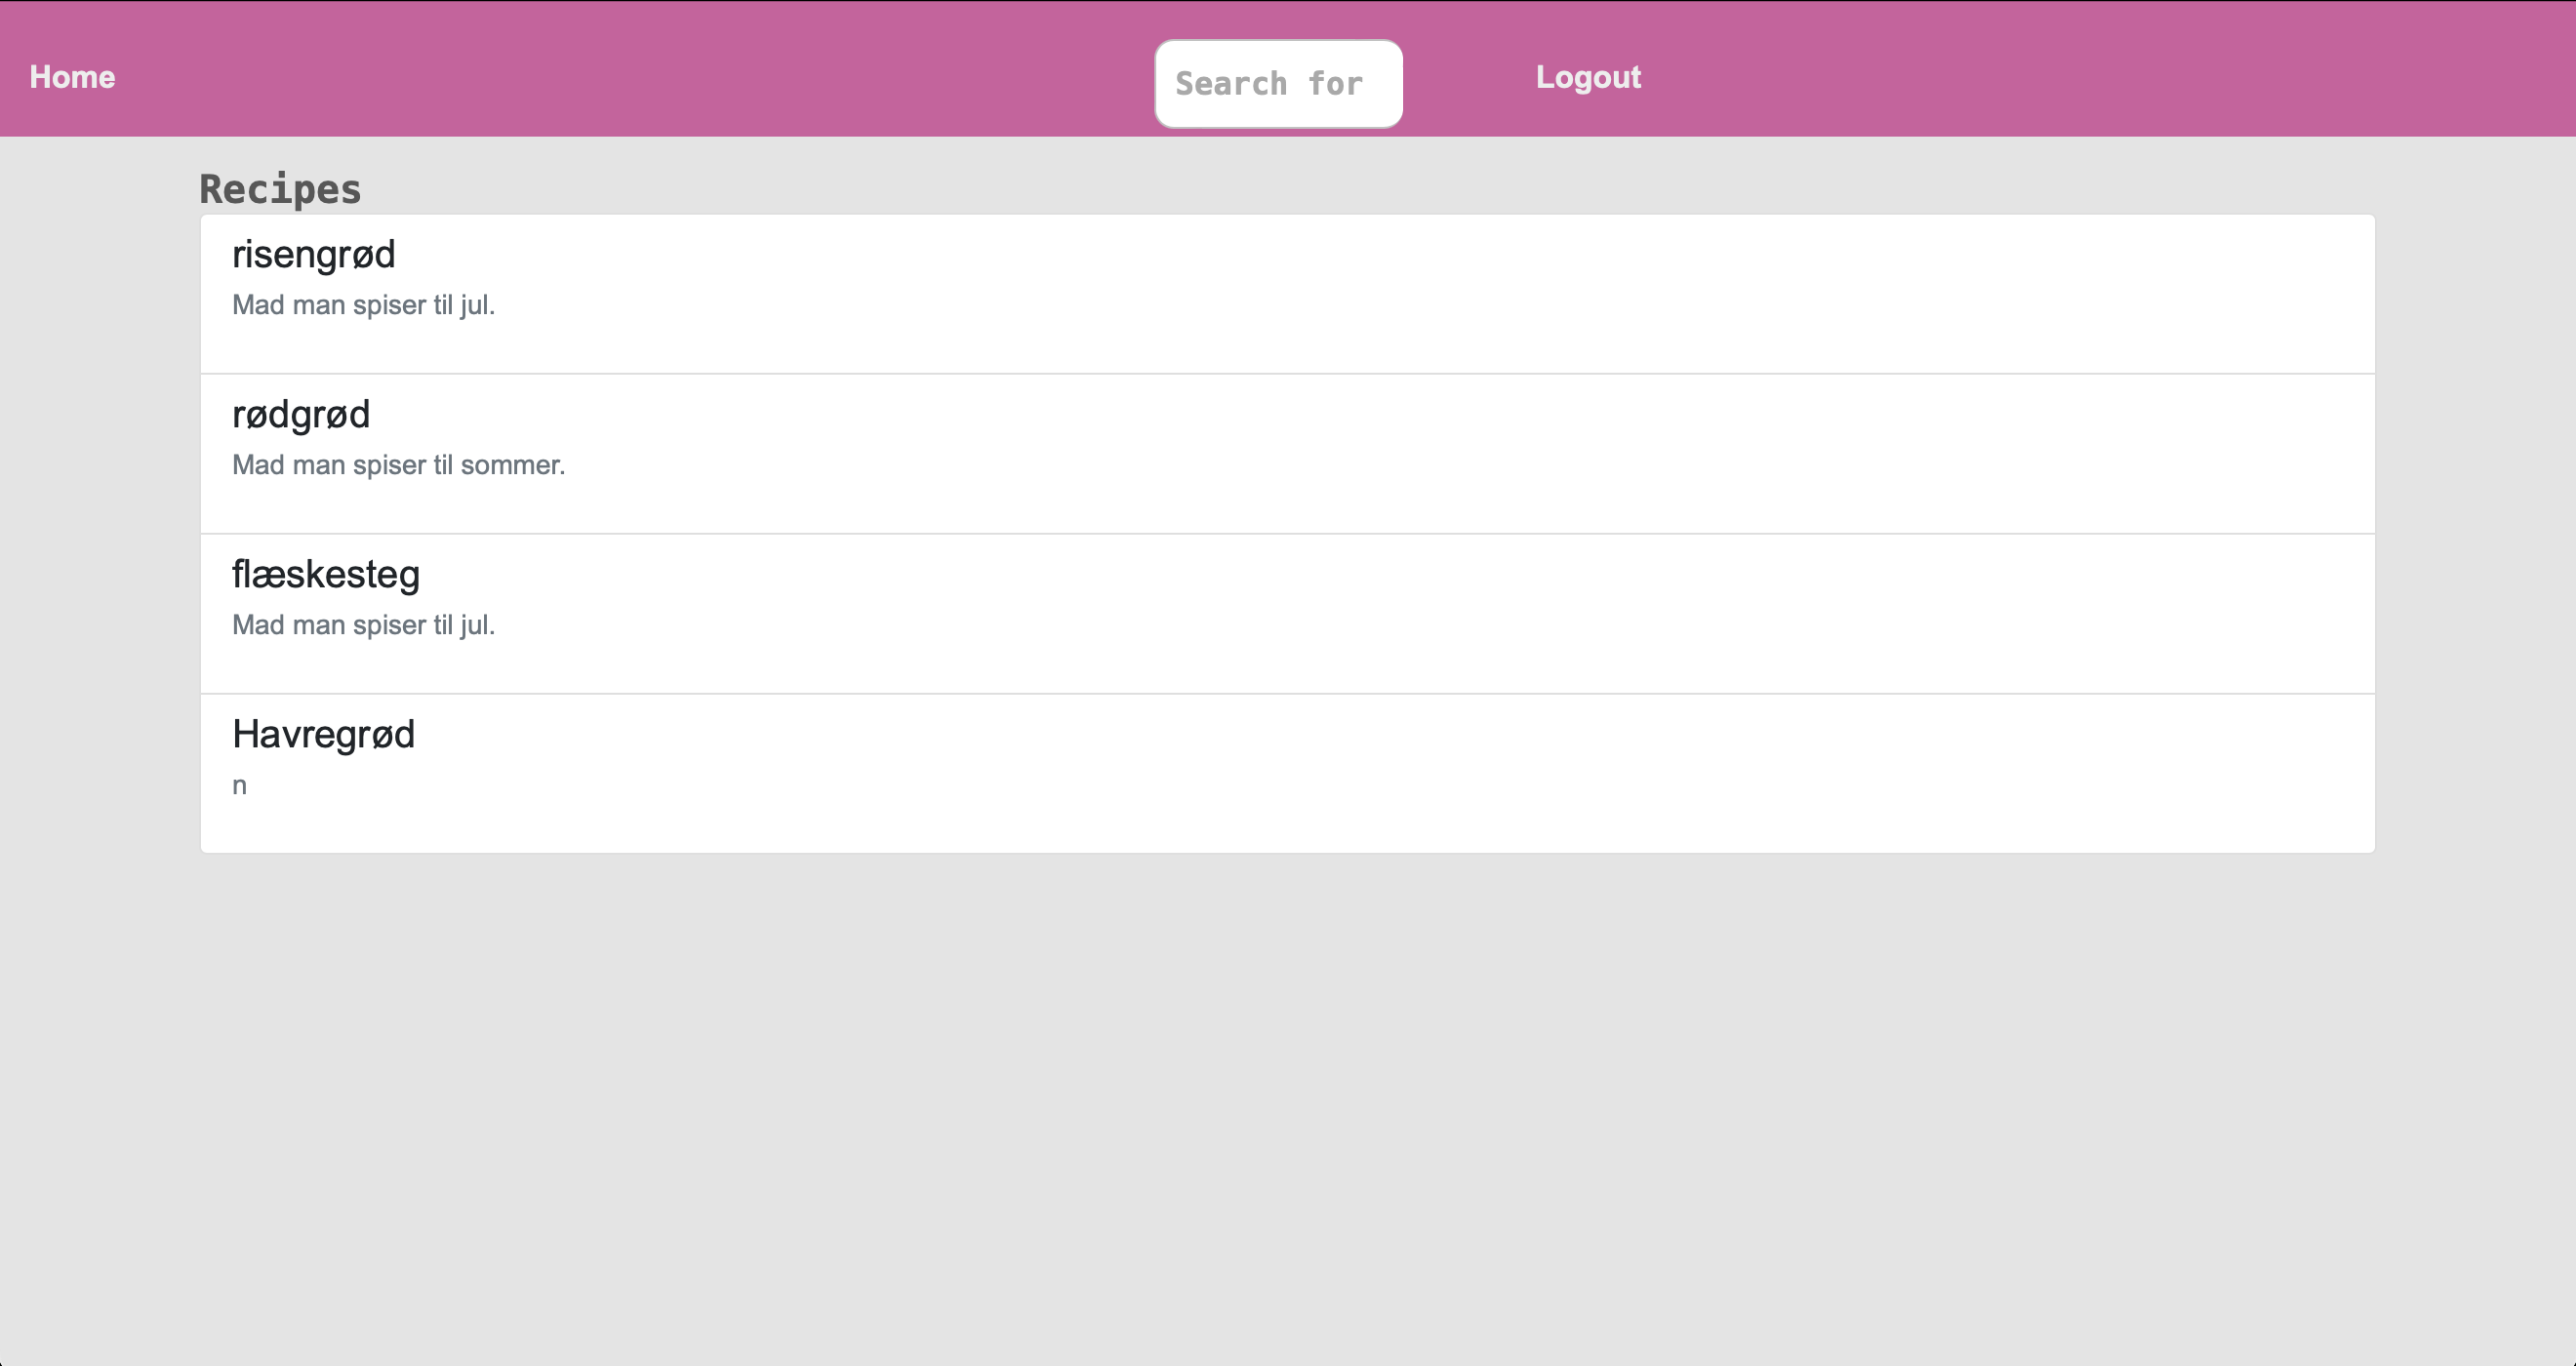 Home
Search for
Logout
Recipes
risengrød
Mad man spiser til jul.
rødgrød
Mad man spiser til sommer.
flæskesteg
Mad man spiser til jul.
Havregrød
n